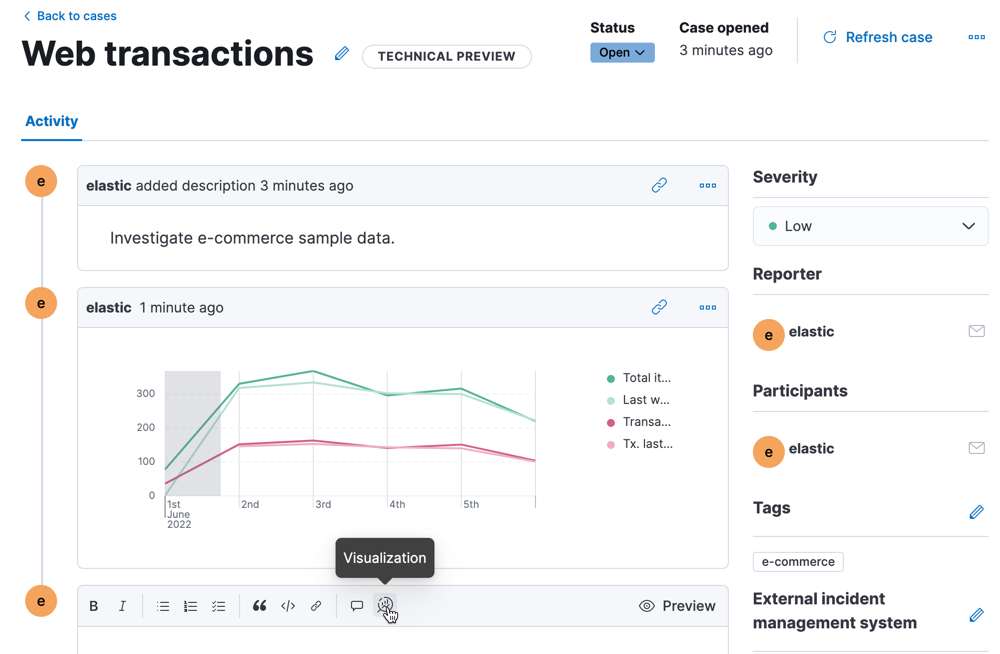 Back to cases
Web transactions
TECHNICAL PREVIEW
Status
Open
Case opened
3 minutes ago
Refresh case
Activity
e
elastic added description 3 minutes ago
Investigate e-commerce sample data.
e
elastic 1 minute ago
300
200
100
0
1st
June
2022
2nd
3rd
4th
5th
Total it...
Last w...
Transa...
Tx. last...
Visualization
e
B I
Preview
Severity
Low
Reporter
e
elastic
Participants
e
elastic
Tags
e-commerce
External incident
management system